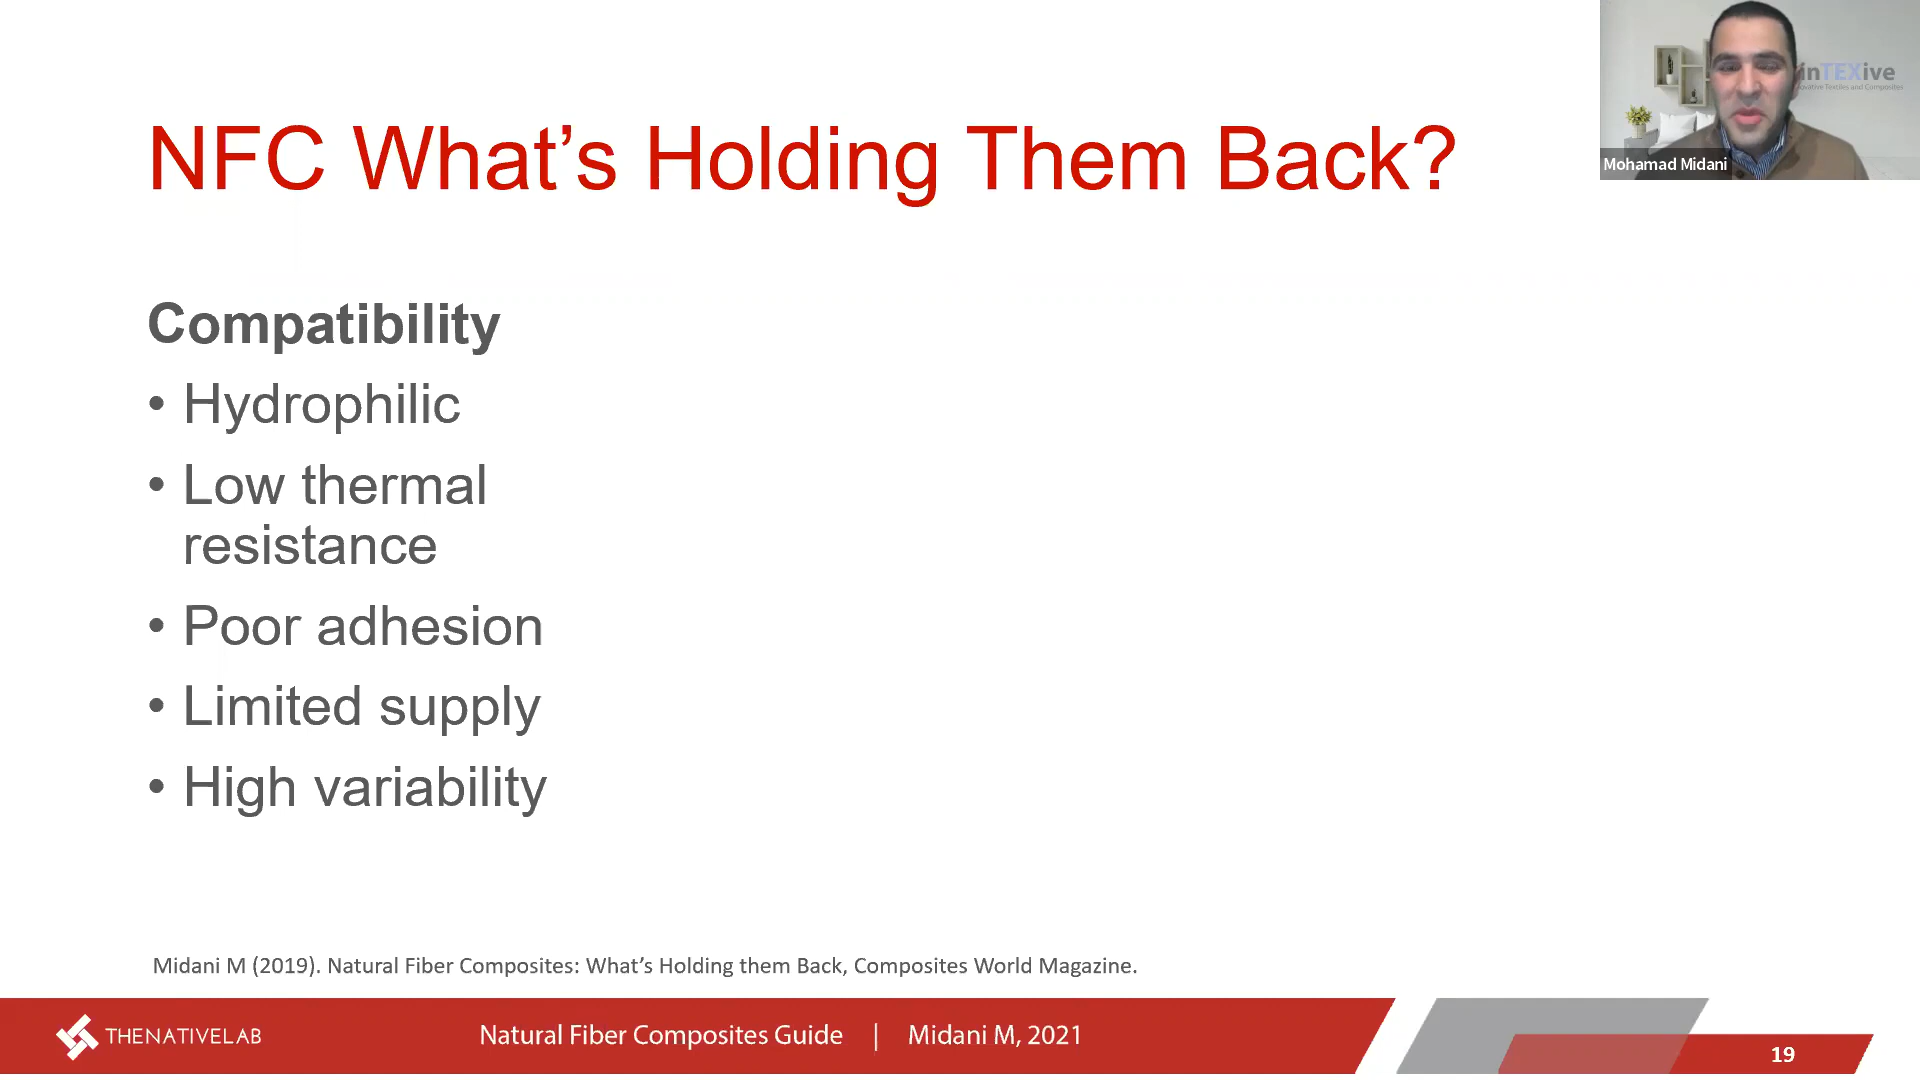 NFC What’s Holding Them Back?
inTEXive
Mohamad Midani
Compatibility
• Hydrophilic
• Low thermal
resistance
• Poor adhesion
• Limited supply
• High variability
Midani M (2019). Natural Fiber Composites: What’s Holding them Back, Composites World Magazine.
THENATIVELAB
Natural Fiber Composites Guide | Midani M, 2021
19